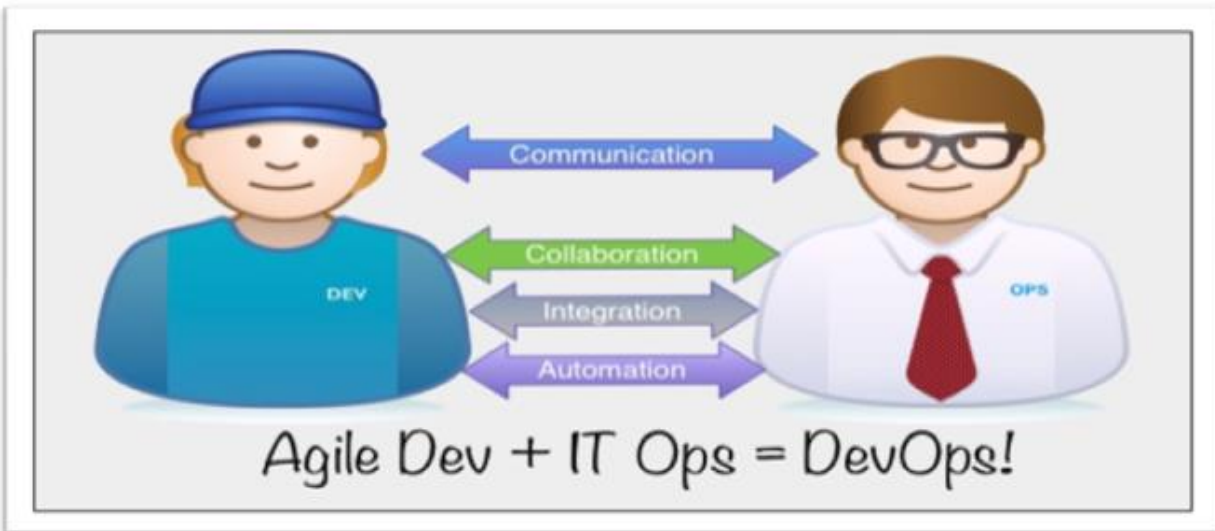 Communication
Collaboration
DEV
OPS
Integration
Automation
Agile Dev + IT Ops = DevOps!